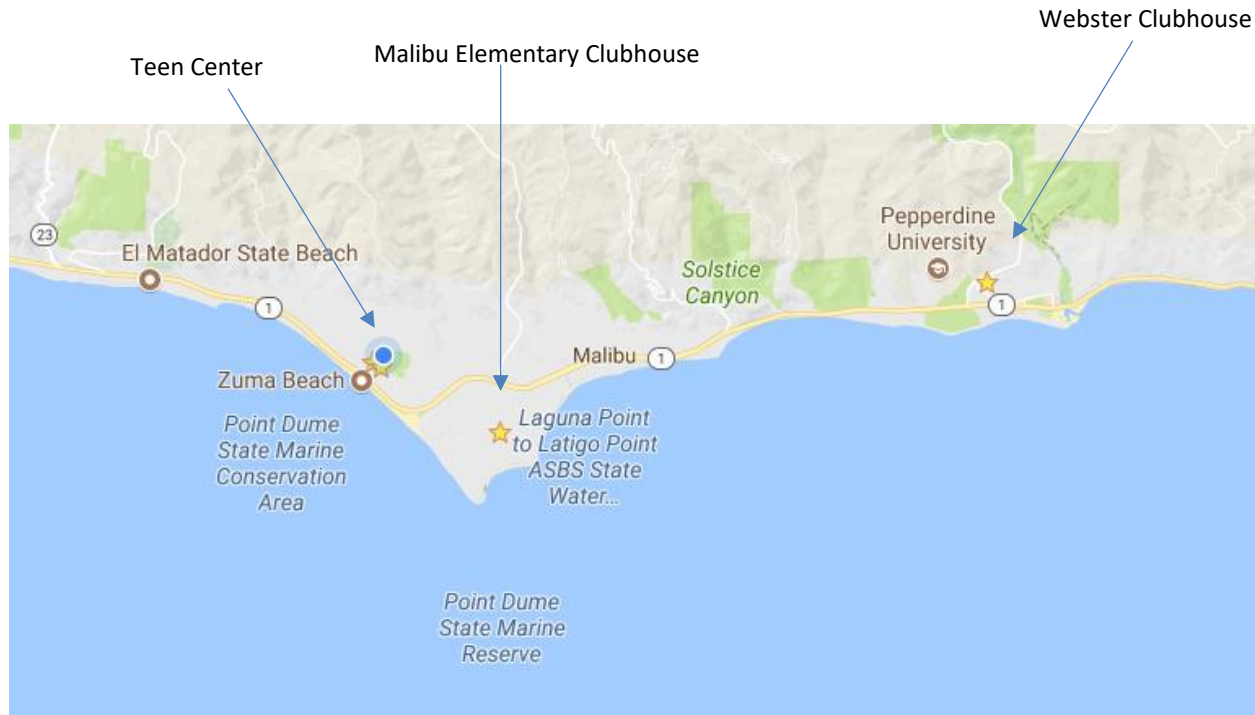 Webster Clubhouse
Malibu Elementary Clubhouse
Teen Center
Pepperdine
University
23
El Matador State Beach
Solstice
Canyon
1
1
Malibu 1
Zuma Beach
Point Dume
State Marine
Conservation
Area
Laguna Point
to Latigo Point
ASBS State
Water...
Point Dume
State Marine
Reserve